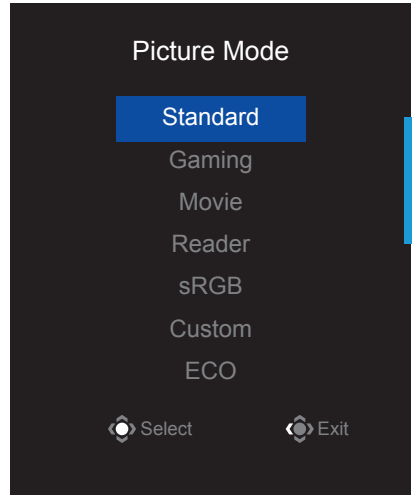 Picture Mode
Standard
Gaming
Movie
Reader
sRGB
Custom
ECO
Select Exit